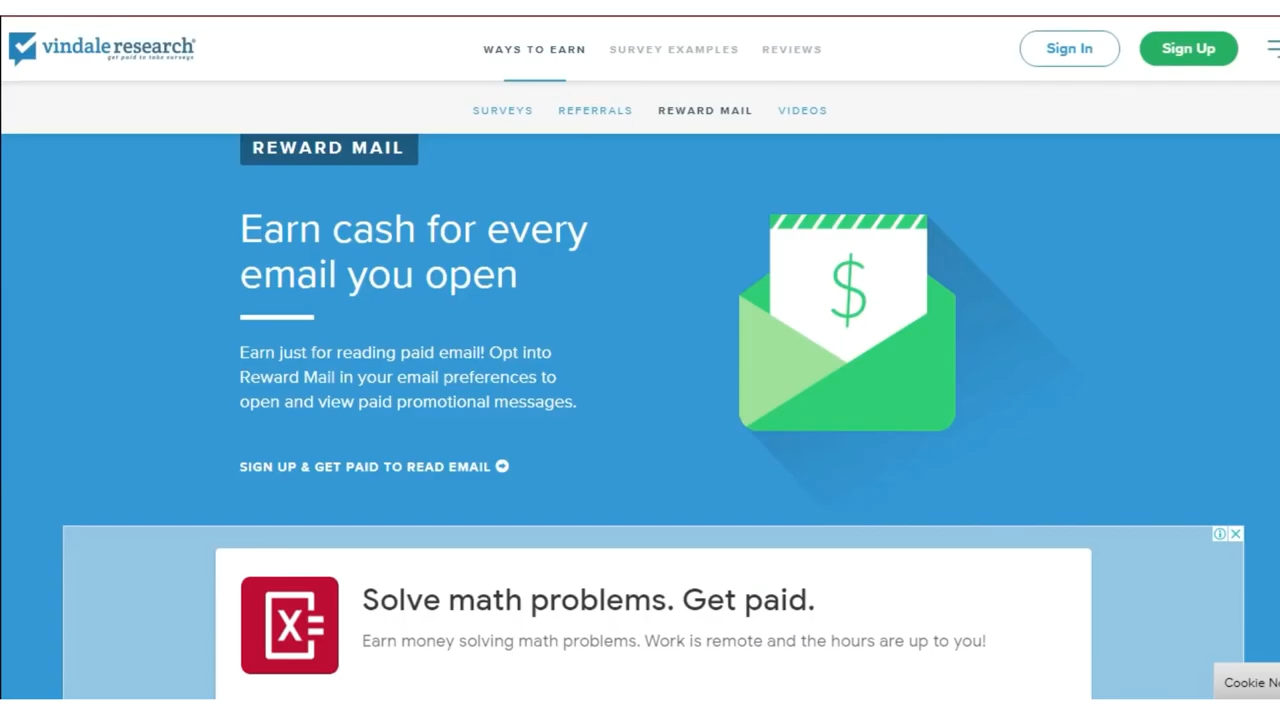 vindale research®
get paid to take surveys
WAYS TO EARN
SURVEY EXAMPLES
REVIEWS
Sign In
Sign Up
SURVEYS
REFERRALS
REWARD MAIL
VIDEOS
REWARD MAIL
Earn cash for every
email you open
$
Earn just for reading paid email! Opt into
Reward Mail in your email preferences to
open and view paid promotional messages.
SIGN UP & GET PAID TO READ EMAIL
X=
Solve math problems. Get paid.
Earn money solving math problems. Work is remote and the hours are up to you!
Cookie